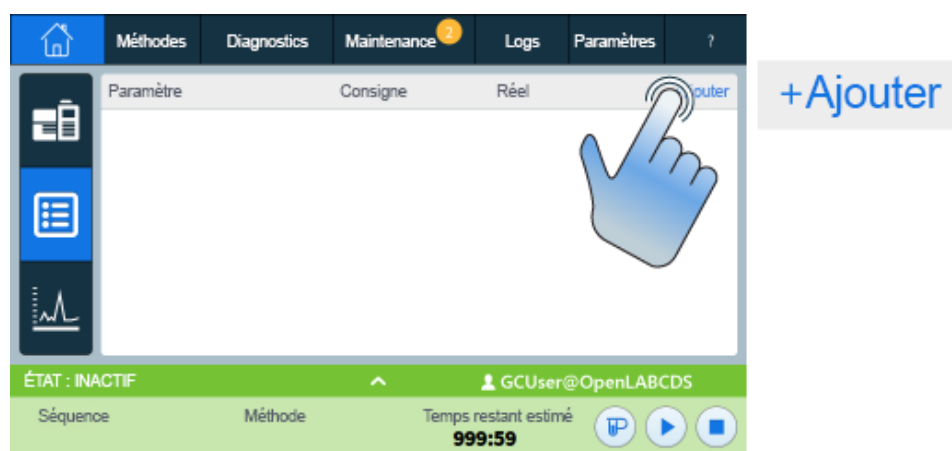 Méthodes Diagnostics Maintenance 2 Logs Paramètres ?
Paramètre Consigne Réel outer
+Ajouter
ÉTAT : INACTIF GCUser@OpenLABCDS
Séquence Méthode Temps restant estimé
999:59